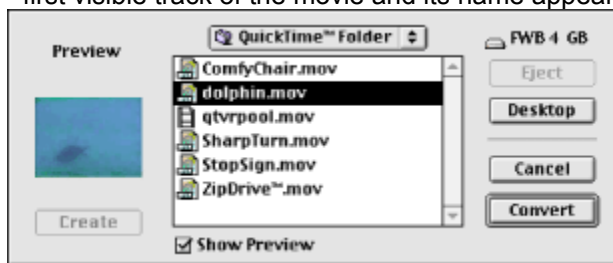 first visible track of the movie and its name appear
Preview
QuickTime™ Folder
FWB 4 GB
ComfyChair.mov
dolphin.mov
qtvrpool.mov
SharpTurn.mov
StopSign.mov
ZipDrive™.mov
Eject
Desktop
Cancel
Convert
Create
Show Preview